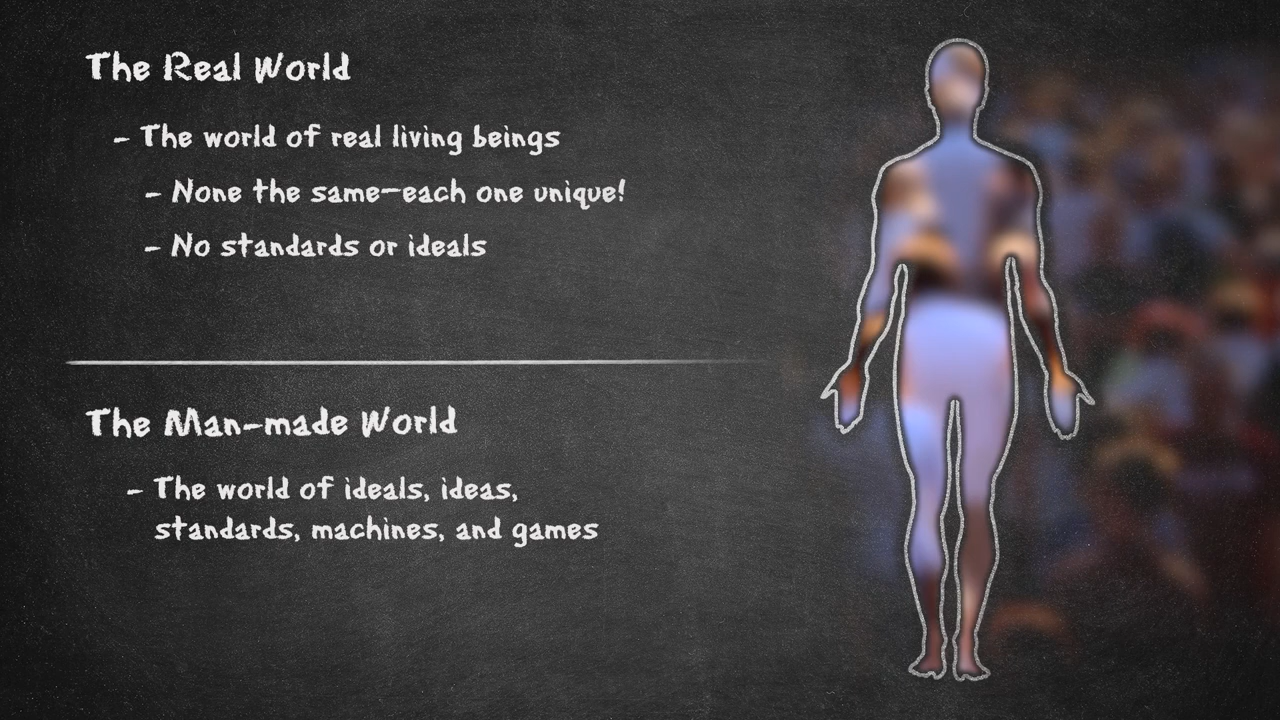 The Real World
- The world of real living beings
- None the same—each one unique!
- No standards or ideals
The Man-made World
- The world of ideals, ideas,
standards, machines, and games